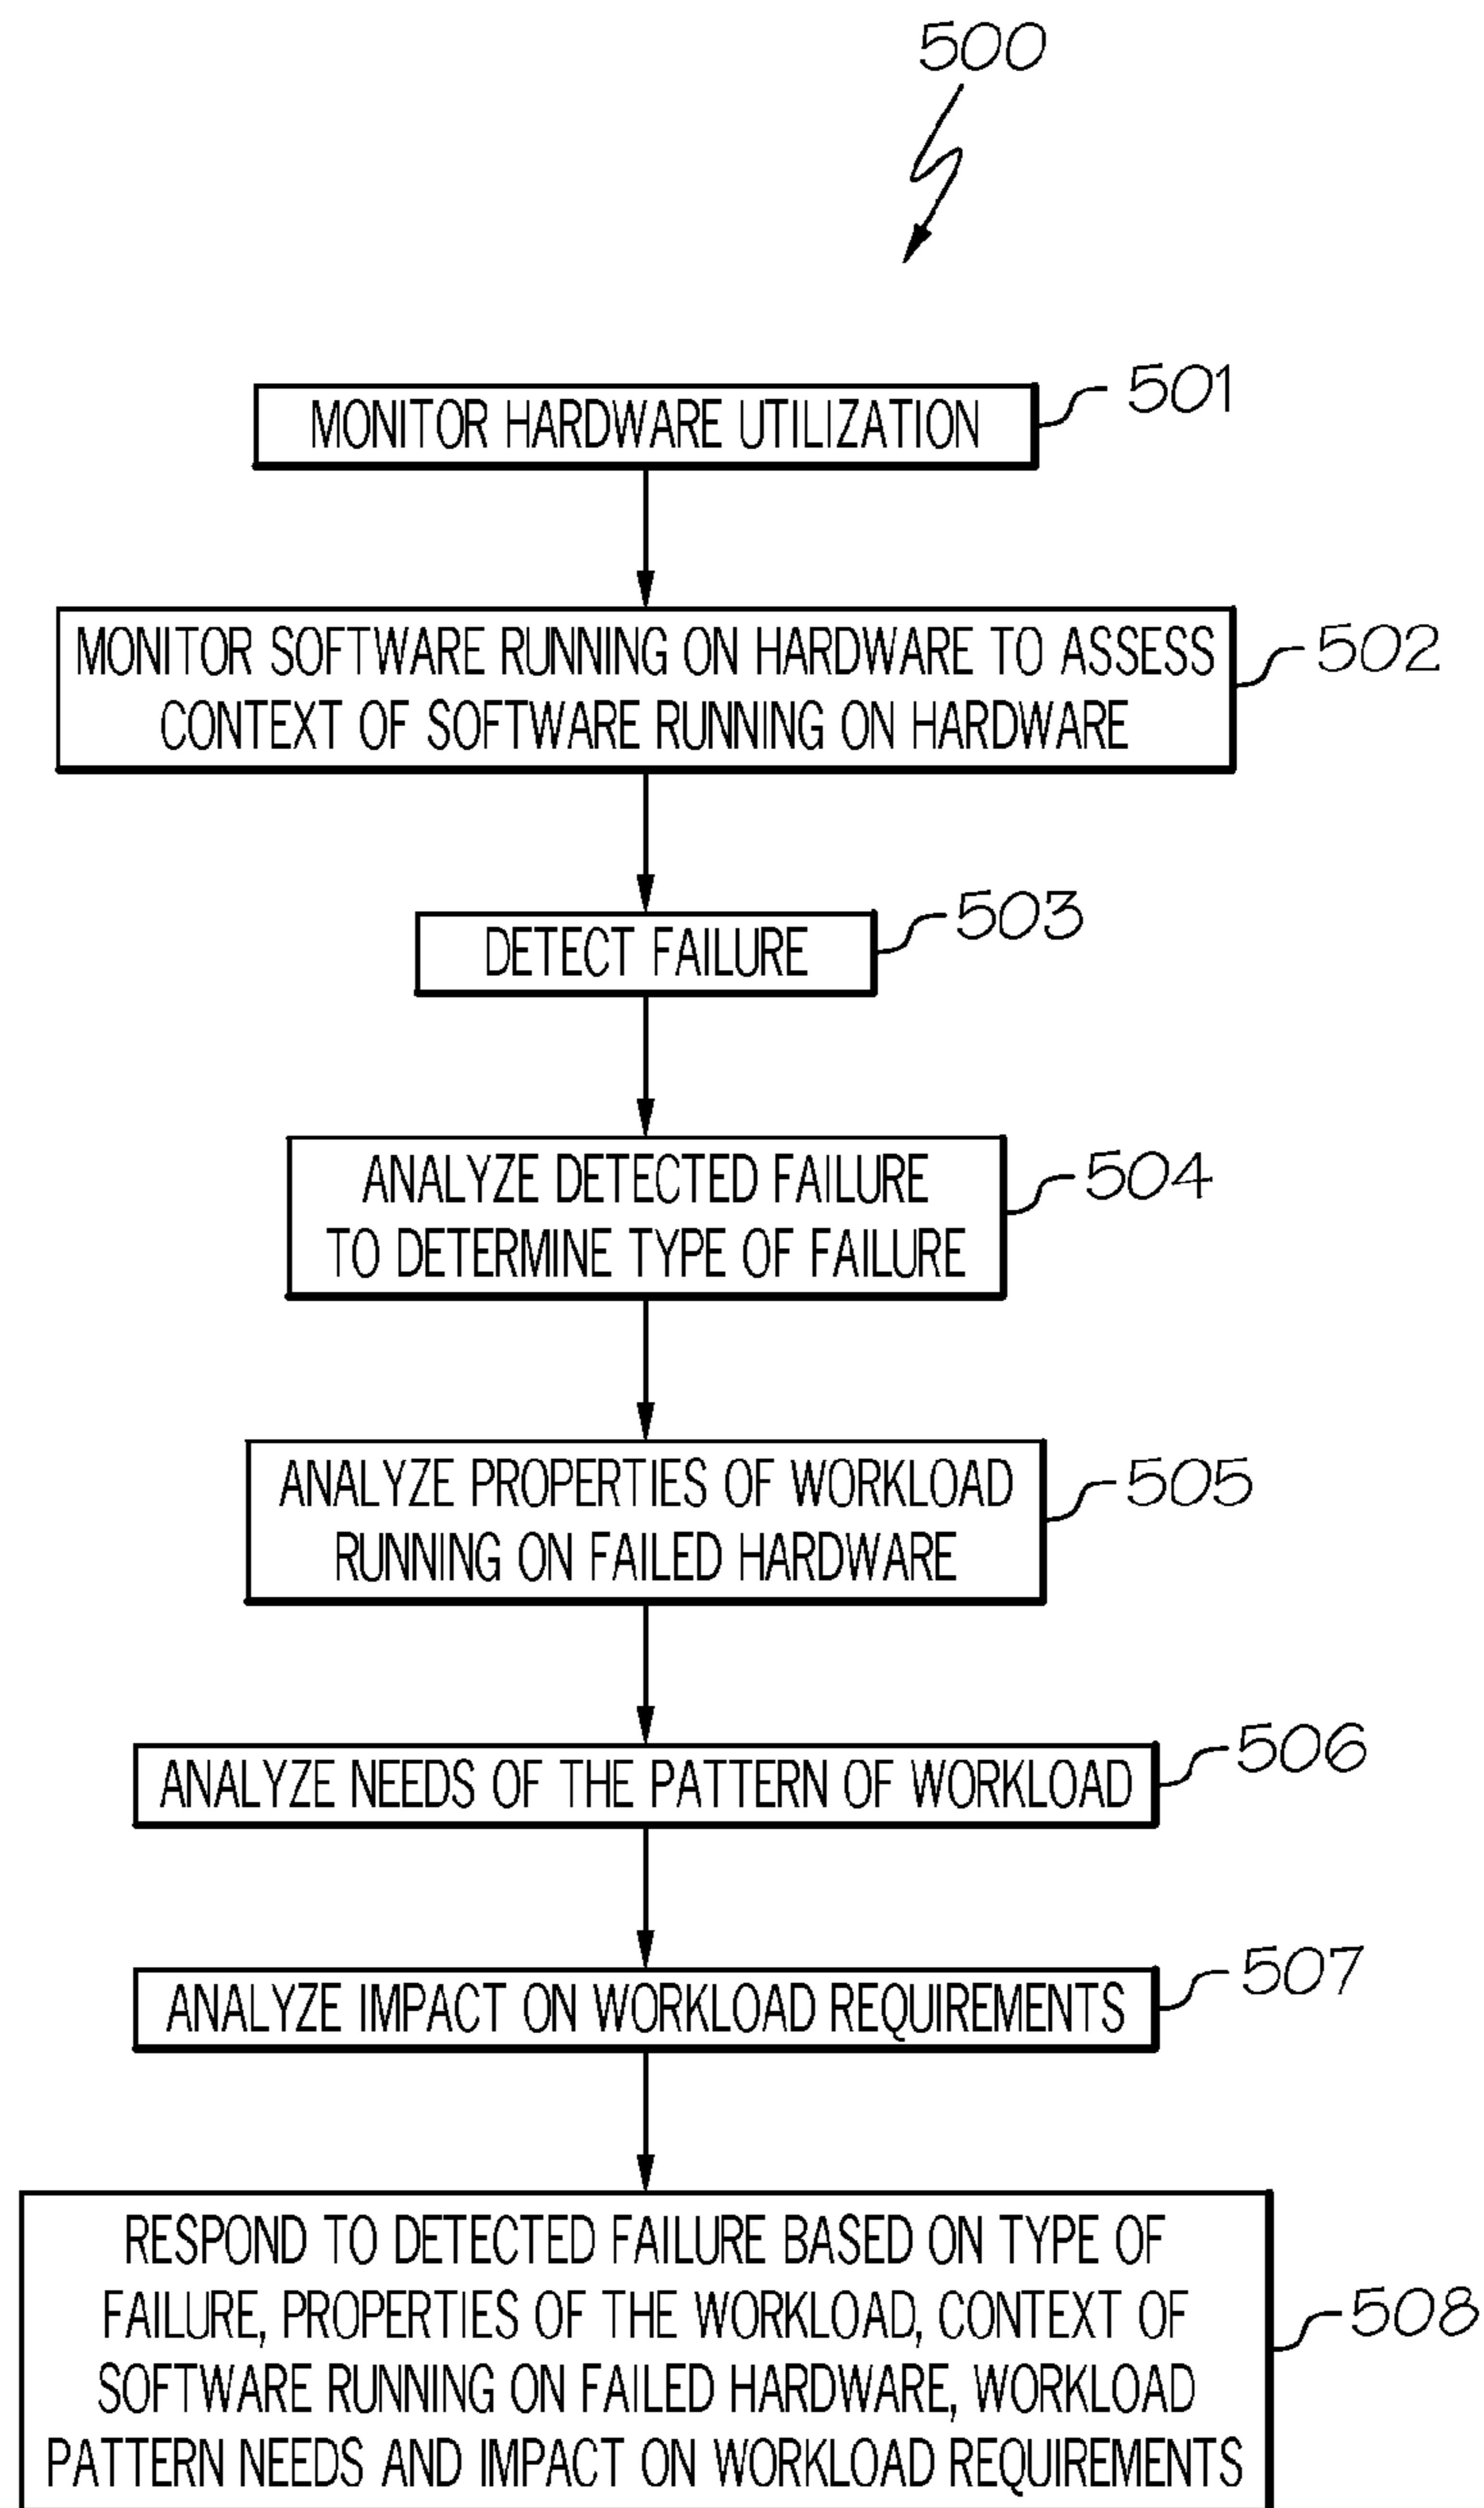 500
MONITOR HARDWARE UTILIZATION
501
MONITOR SOFTWARE RUNNING ON HARDWARE TO ASSESS
CONTEXT OF SOFTWARE RUNNING ON HARDWARE
502
DETECT FAILURE
503
ANALYZE DETECTED FAILURE
TO DETERMINE TYPE OF FAILURE
504
ANALYZE PROPERTIES OF WORKLOAD
RUNNING ON FAILED HARDWARE
505
ANALYZE NEEDS OF THE PATTERN OF WORKLOAD
506
ANALYZE IMPACT ON WORKLOAD REQUIREMENTS
507
RESPOND TO DETECTED FAILURE BASED ON TYPE OF
FAILURE, PROPERTIES OF THE WORKLOAD, CONTEXT OF
SOFTWARE RUNNING ON FAILED HARDWARE, WORKLOAD
PATTERN NEEDS AND IMPACT ON WORKLOAD REQUIREMENTS
508